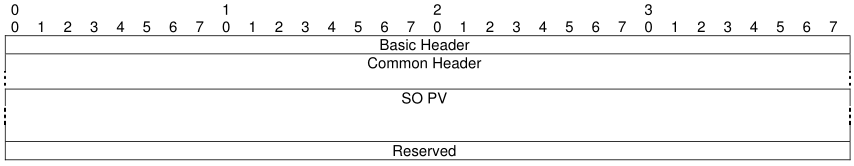 0 1 2 3
0 1 2 3 4 5 6 7 0 1 2 3 4 5 6 7 0 1 2 3 4 5 6 7 0 1 2 3 4 5 6 7
Basic Header
Common Header
SO PV
Reserved